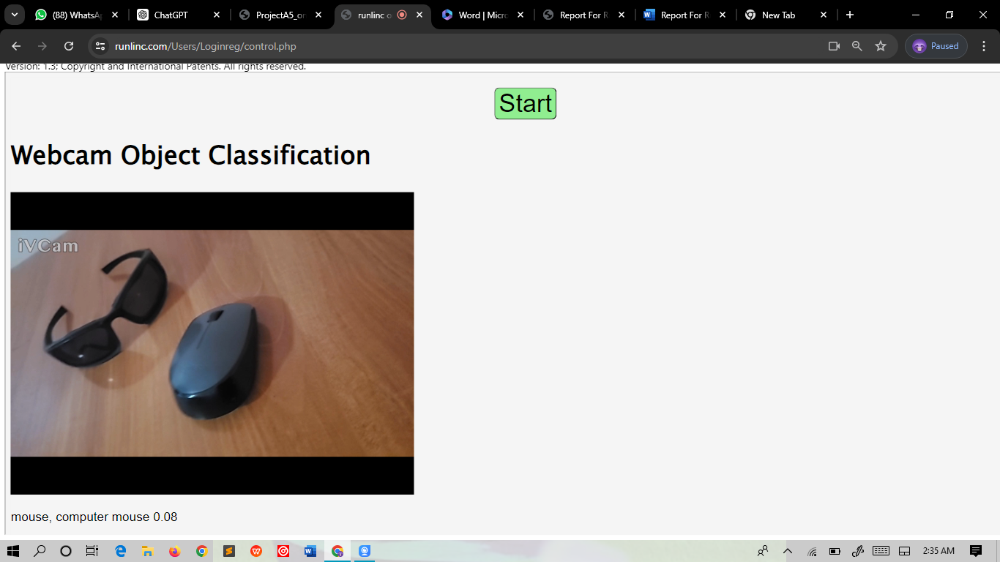 (88) WhatsA
ChatGPT
ProjectA5_or
runlinc o
Word | Micro
Report For R
Report For R
New Tab
runlinc.com/Users/Loginreg/control.php
Paused
Version: 1.3; Copyright and International Patents. All rights reserved.
Start
Webcam Object Classification
iVCam
mouse, computer mouse 0.08
2:35 AM